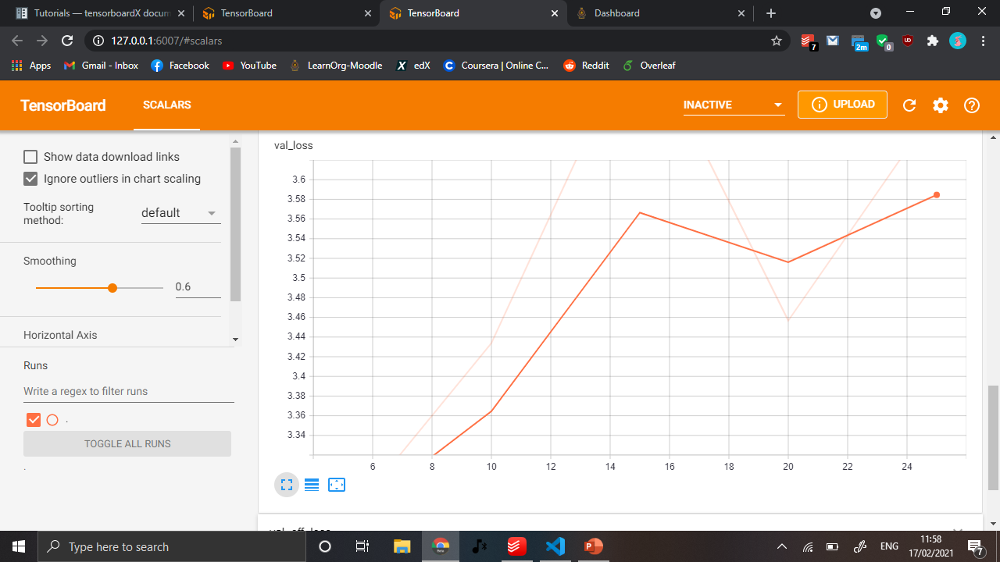 Tutorials — tensorboardX docum
TensorBoard
TensorBoard
Dashboard
127.0.0.1:6007/#scalars
7
2m
0
Apps
Gmail - Inbox
Facebook
YouTube
LearnOrg-Moodle
edX
Coursera | Online C...
Reddit
Overleaf
TensorBoard
SCALARS
INACTIVE
UPLOAD
Show data download links
Ignore outliers in chart scaling
Tooltip sorting
method:
default
Smoothing
0.6
Horizontal Axis
Runs
Write a regex to filter runs
.
TOGGLE ALL RUNS
.
val_loss
3.6
3.58
3.56
3.54
3.52
3.5
3.48
3.46
3.44
3.42
3.4
3.38
3.36
3.34
6 8 10 12 14 16 18 20 22 24
Type here to search
ENG
11:58
17/02/2021
7